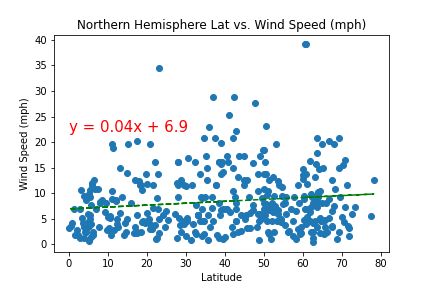 Northern Hemisphere Lat vs. Wind Speed (mph)
40
35
30
25
20
15
10
5
0
Wind Speed (mph)
y = 0.04x + 6.9
0 10 20 30 40 50 60 70 80
Latitude